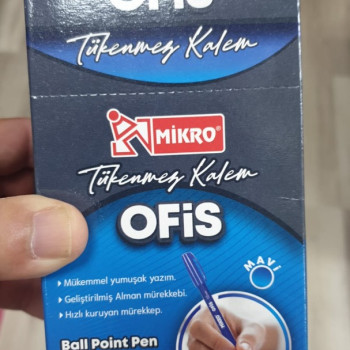 OFiS
Tükenmez Kalem
MİKRO®
Tükenmez Kalem
OFiS
MAVİ
• Mükemmel yumuşak yazım.
• Geliştirilmiş Alman mürekkebi.
• Hızlı kuruyan mürekkep.
Ball Point Pen